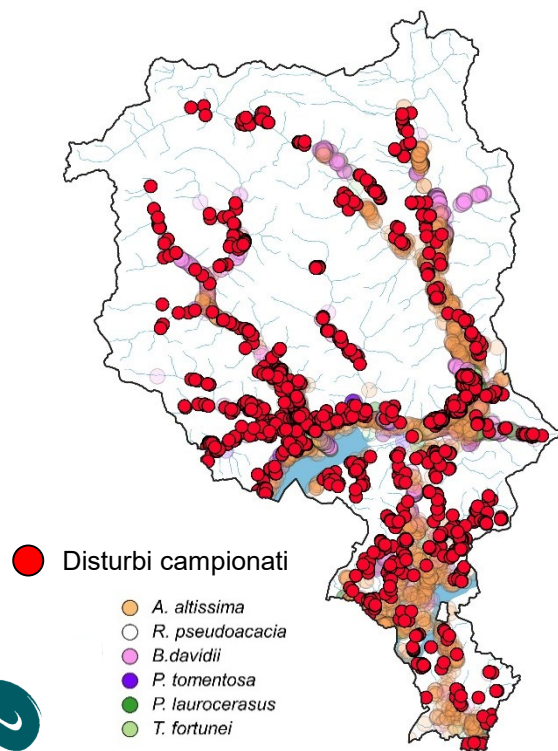 Disturbi campionati
A. altissima
R. pseudoacacia
B.davidii
P. tomentosa
P. laurocerasus
T. fortunei